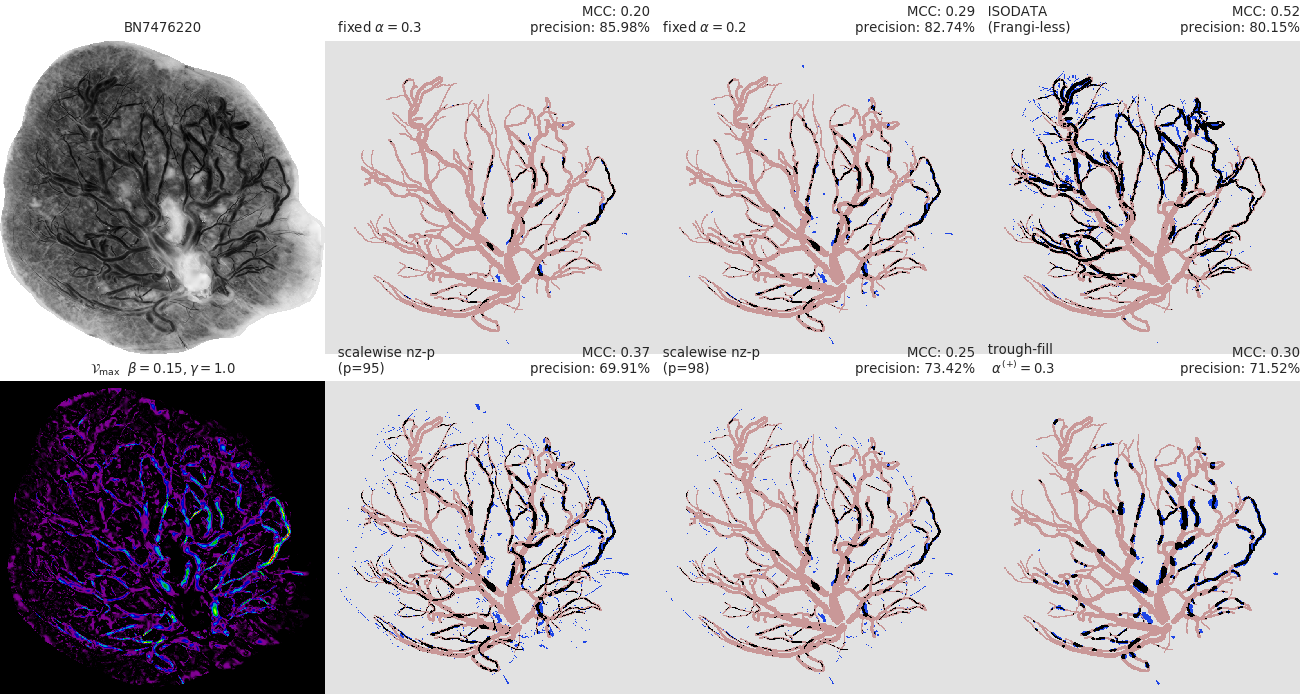 BN7476220
fixed α = 0.3
MCC: 0.20
precision: 85.98%
fixed α = 0.2
MCC: 0.29
precision: 82.74%
ISODATA
(Frangi-less)
MCC: 0.52
precision: 80.15%
𝒱max β = 0.15, γ = 1.0
scalewise nz-p
(p=95)
MCC: 0.37
precision: 69.91%
scalewise nz-p
(p=98)
MCC: 0.25
precision: 73.42%
trough-fill
α(+) = 0.3
MCC: 0.30
precision: 71.52%